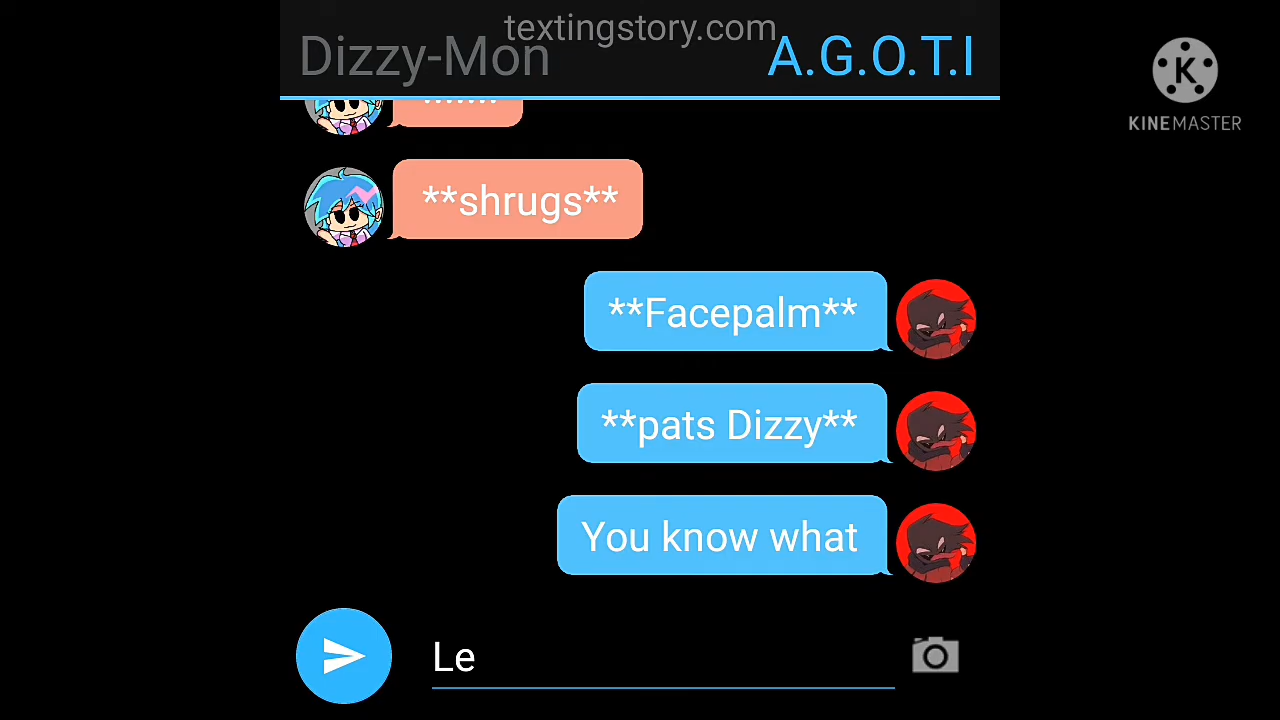 textingstory.com
Dizzy-Mon
A.G.O.T.I
K
KINEMASTER
**shrugs**
**Facepalm**
**pats Dizzy**
You know what
Le